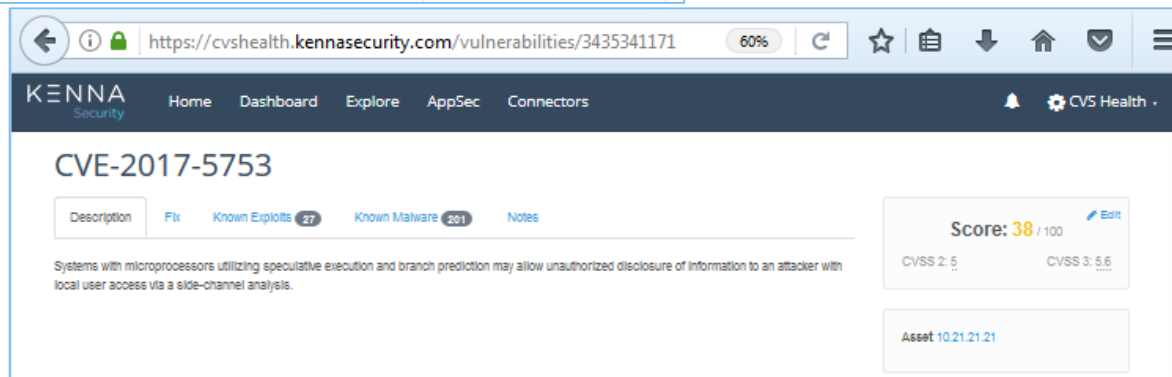 https://cvshealth.kennasecurity.com/vulnerabilities/3435341171 60%
KENNA Security Home Dashboard Explore AppSec Connectors CVS Health
CVE-2017-5753
Description Fix Known Exploits 27 Known Malware 201 Notes
Systems with microprocessors utilizing speculative execution and branch prediction may allow unauthorized disclosure of information to an attacker with
local user access via a side-channel analysis.
Edit
Score: 38 / 100
CVSS 2: 5 CVSS 3: 5.6
Asset 10.21.21.21